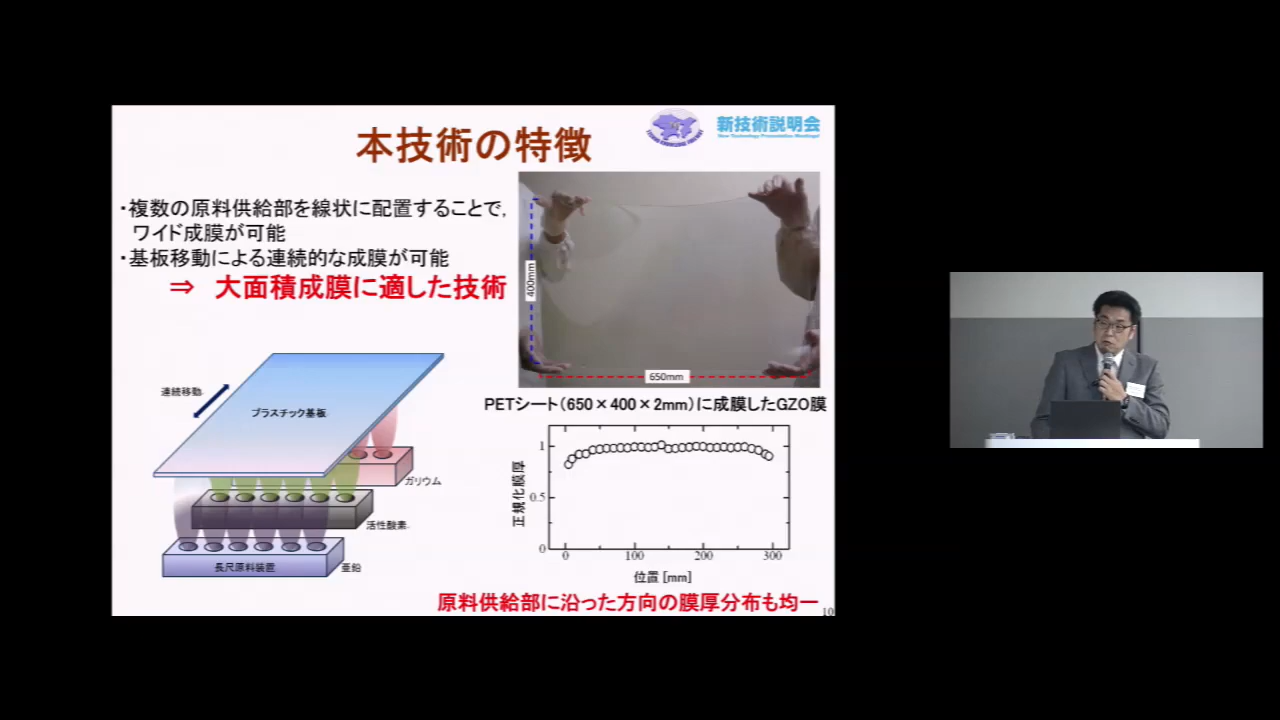 本技術の特徴
新技術説明会
New Technology Presentation Meetings!
・複数の原料供給部を線状に配置することで,
ワイド成膜が可能
・基板移動による連続的な成膜が可能
⇒ 大面積成膜に適した技術
400mm
650mm
PETシート(650×400×2mm)に成膜したGZO膜
連続移動
プラスチック基板
ガリウム
活性酸素
長尺原料装置
亜鉛
正規化膜厚
1
0.5
0
0 100 200 300
位置 [mm]
原料供給部に沿った方向の膜厚分布も均一
10